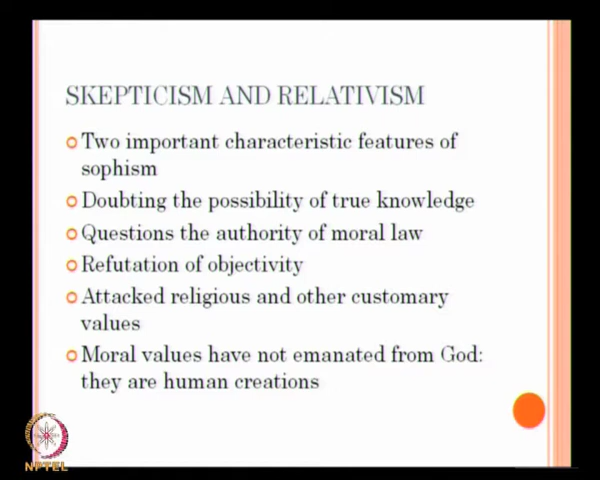 SKEPTICISM AND RELATIVISM
Two important characteristic features of
sophism
Doubting the possibility of true knowledge
Questions the authority of moral law
Refutation of objectivity
Attacked religious and other customary
values
Moral values have not emanated from God:
they are human creations
NPTEL